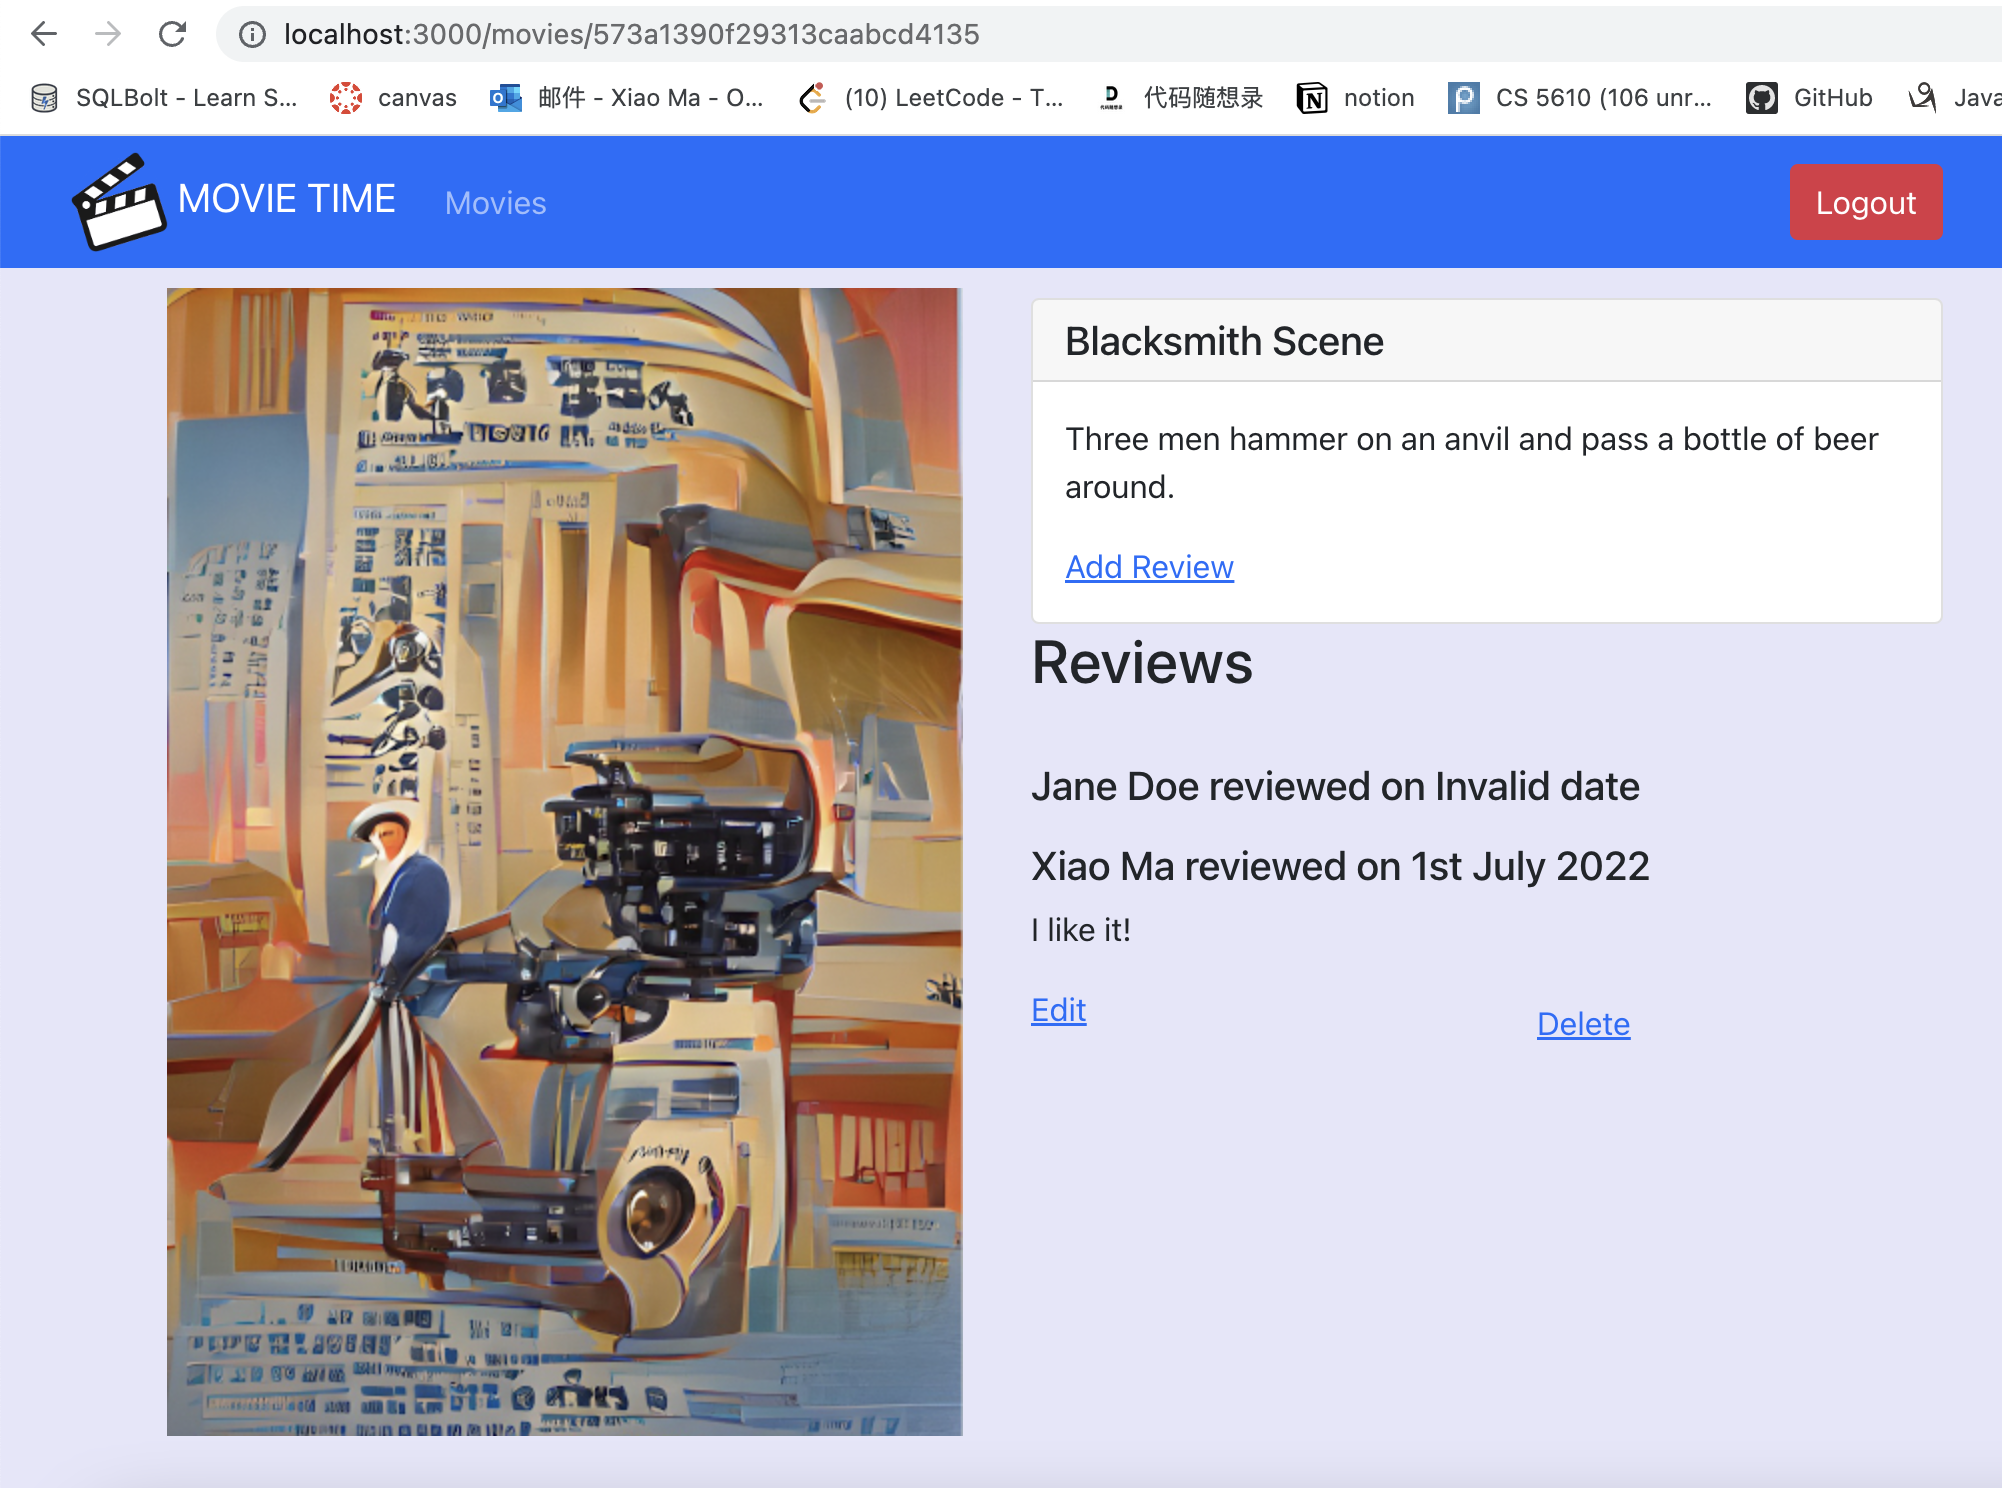 localhost:3000/movies/573a1390f29313caabcd4135
SQLBolt - Learn S...
canvas
邮件 - Xiao Ma - O...
(10) LeetCode - T...
代码随想录
notion
CS 5610 (106 unr...
GitHub
Java
MOVIE TIME
Movies
Logout
Blacksmith Scene
Three men hammer on an anvil and pass a bottle of beer
around.
Add Review
Reviews
Jane Doe reviewed on Invalid date
Xiao Ma reviewed on 1st July 2022
I like it!
Edit
Delete